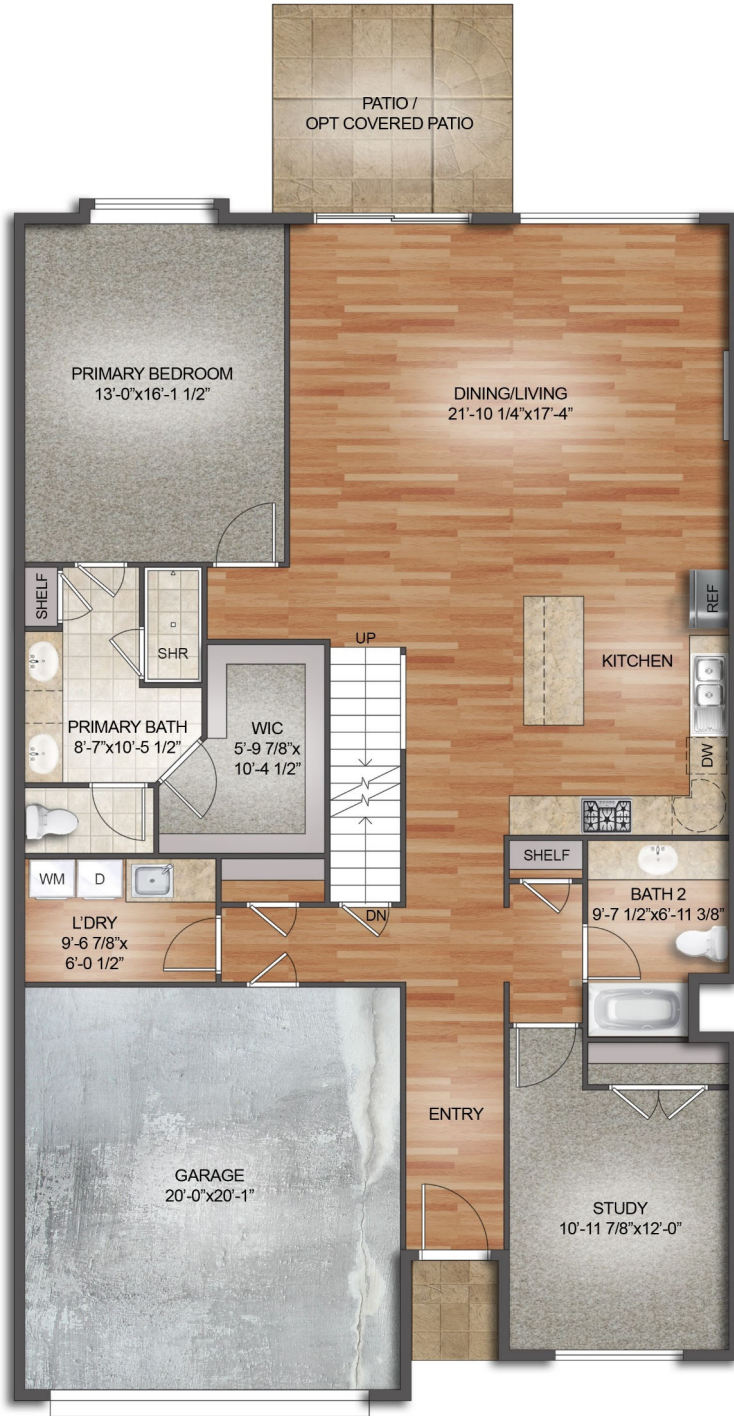 PATIO /
OPT COVERED PATIO
PRIMARY BEDROOM
13'-0"x16'-1 1/2"
DINING/LIVING
21'-10 1/4"x17'-4"
SHELF
SHR
REF
UP
KITCHEN
PRIMARY BATH
8'-7"x10'-5 1/2"
WIC
5'-9 7/8"x
10'-4 1/2"
DW
SHELF
WM
D
BATH 2
9'-7 1/2"x6'-11 3/8"
DN
L'DRY
9'-6 7/8"x
6'-0 1/2"
ENTRY
GARAGE
20'-0"x20'-1"
STUDY
10'-11 7/8"x12'-0"